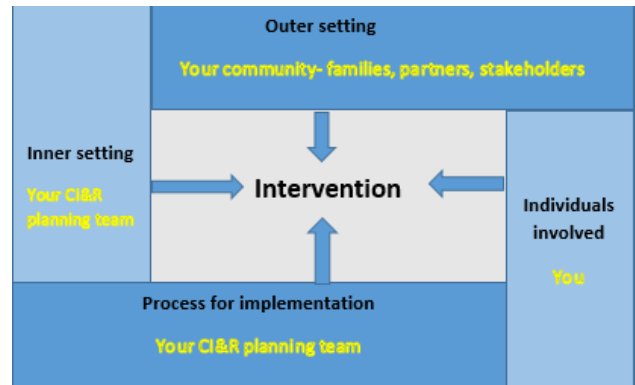 Outer setting
Your community- families, partners, stakeholders
Inner setting
Your CI&R
planning team
Intervention
Individuals
involved
You
Process for implementation
Your CI&R planning team